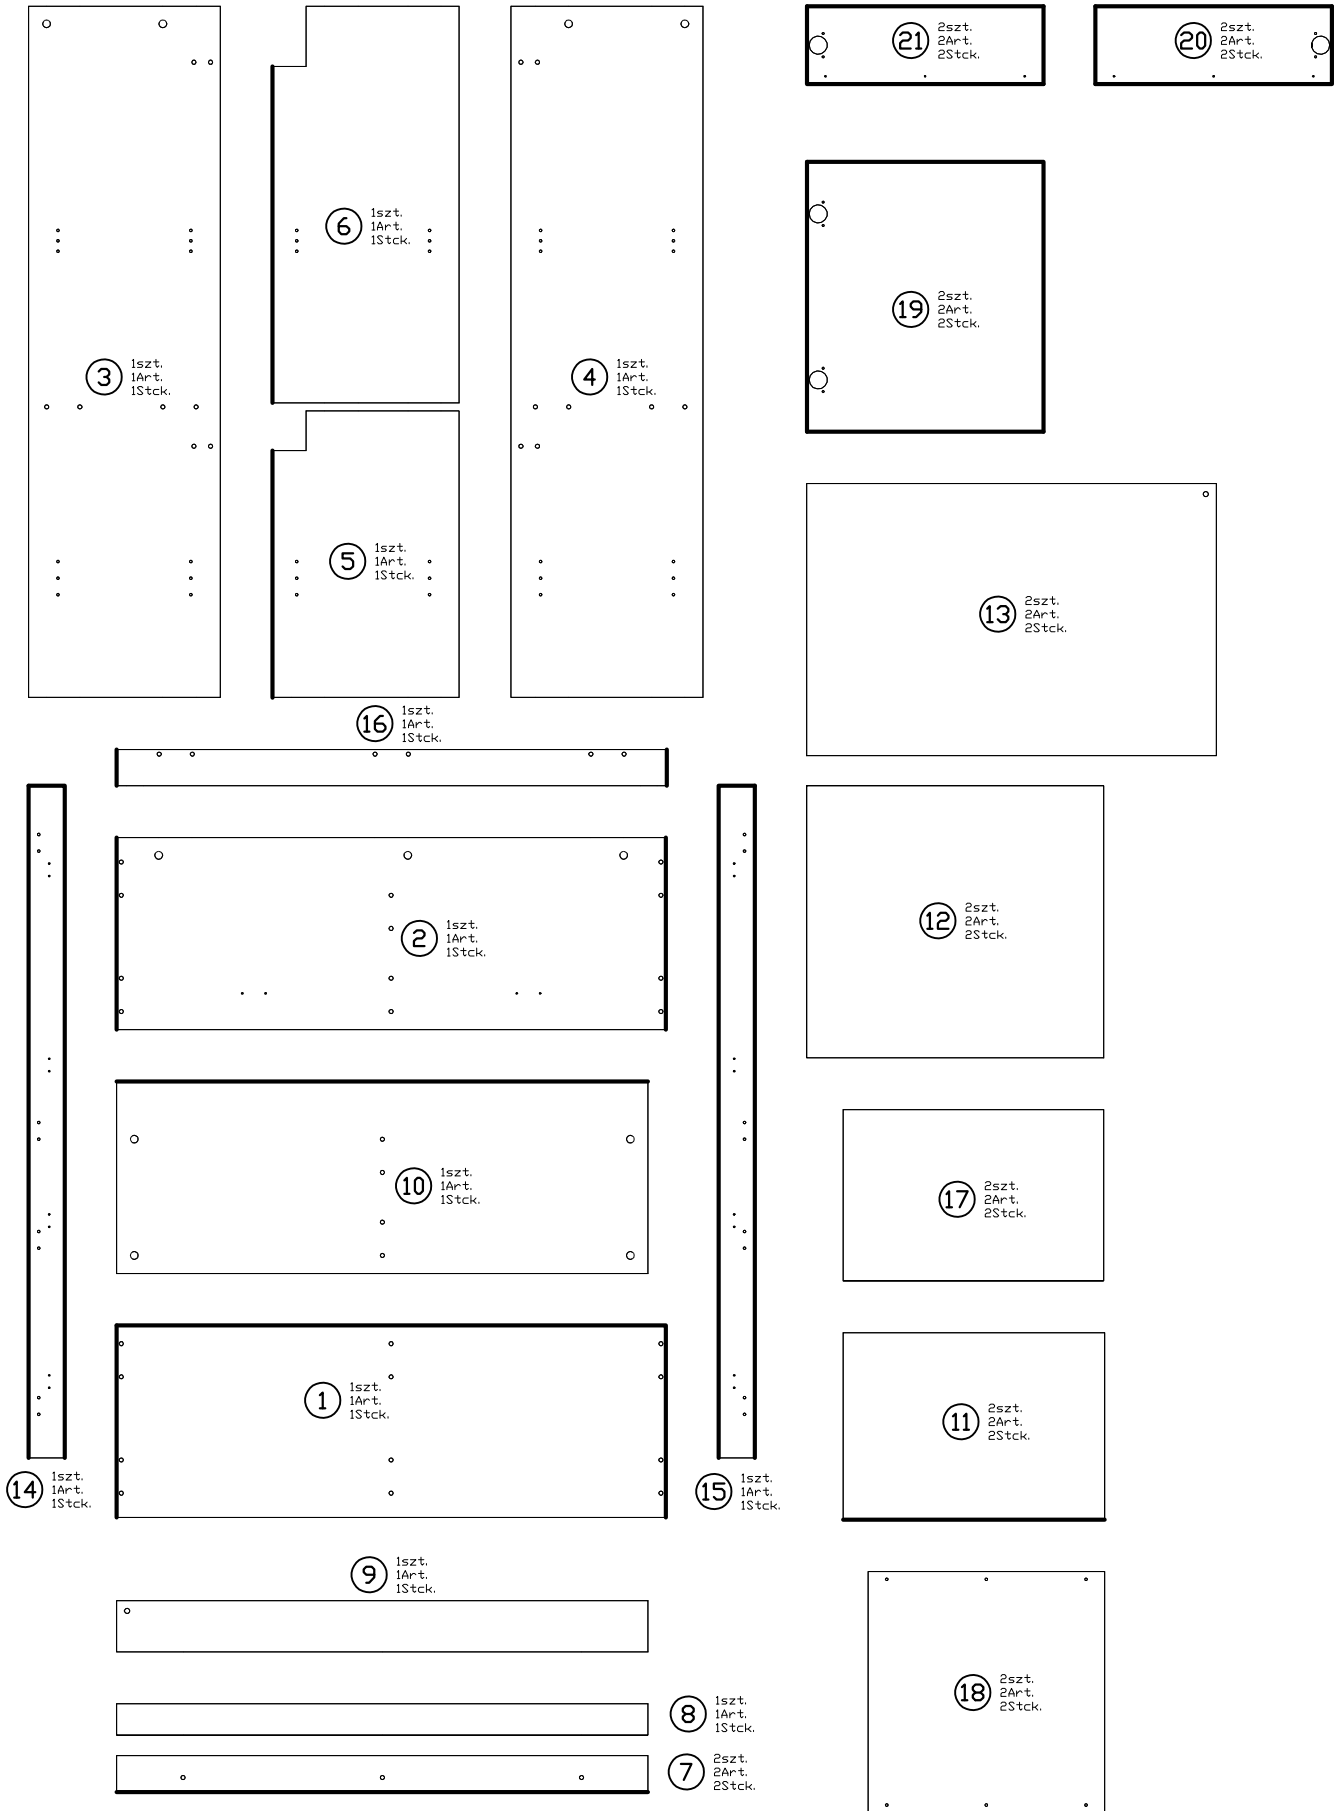 21
2szt.
2Art.
2Stck.
20
2szt.
2Art.
2Stck.
6
1szt.
1Art.
1Stck.
19
2szt.
2Art.
2Stck.
3
1szt.
1Art.
1Stck.
4
1szt.
1Art.
1Stck.
5
1szt.
1Art.
1Stck.
13
2szt.
2Art.
2Stck.
16
1szt.
1Art.
1Stck.
2
1szt.
1Art.
1Stck.
12
2szt.
2Art.
2Stck.
10
1szt.
1Art.
1Stck.
17
2szt.
2Art.
2Stck.
1
1szt.
1Art.
1Stck.
11
2szt.
2Art.
2Stck.
14
1szt.
1Art.
1Stck.
15
1szt.
1Art.
1Stck.
9
1szt.
1Art.
1Stck.
18
2szt.
2Art.
2Stck.
8
1szt.
1Art.
1Stck.
7
2szt.
2Art.
2Stck.